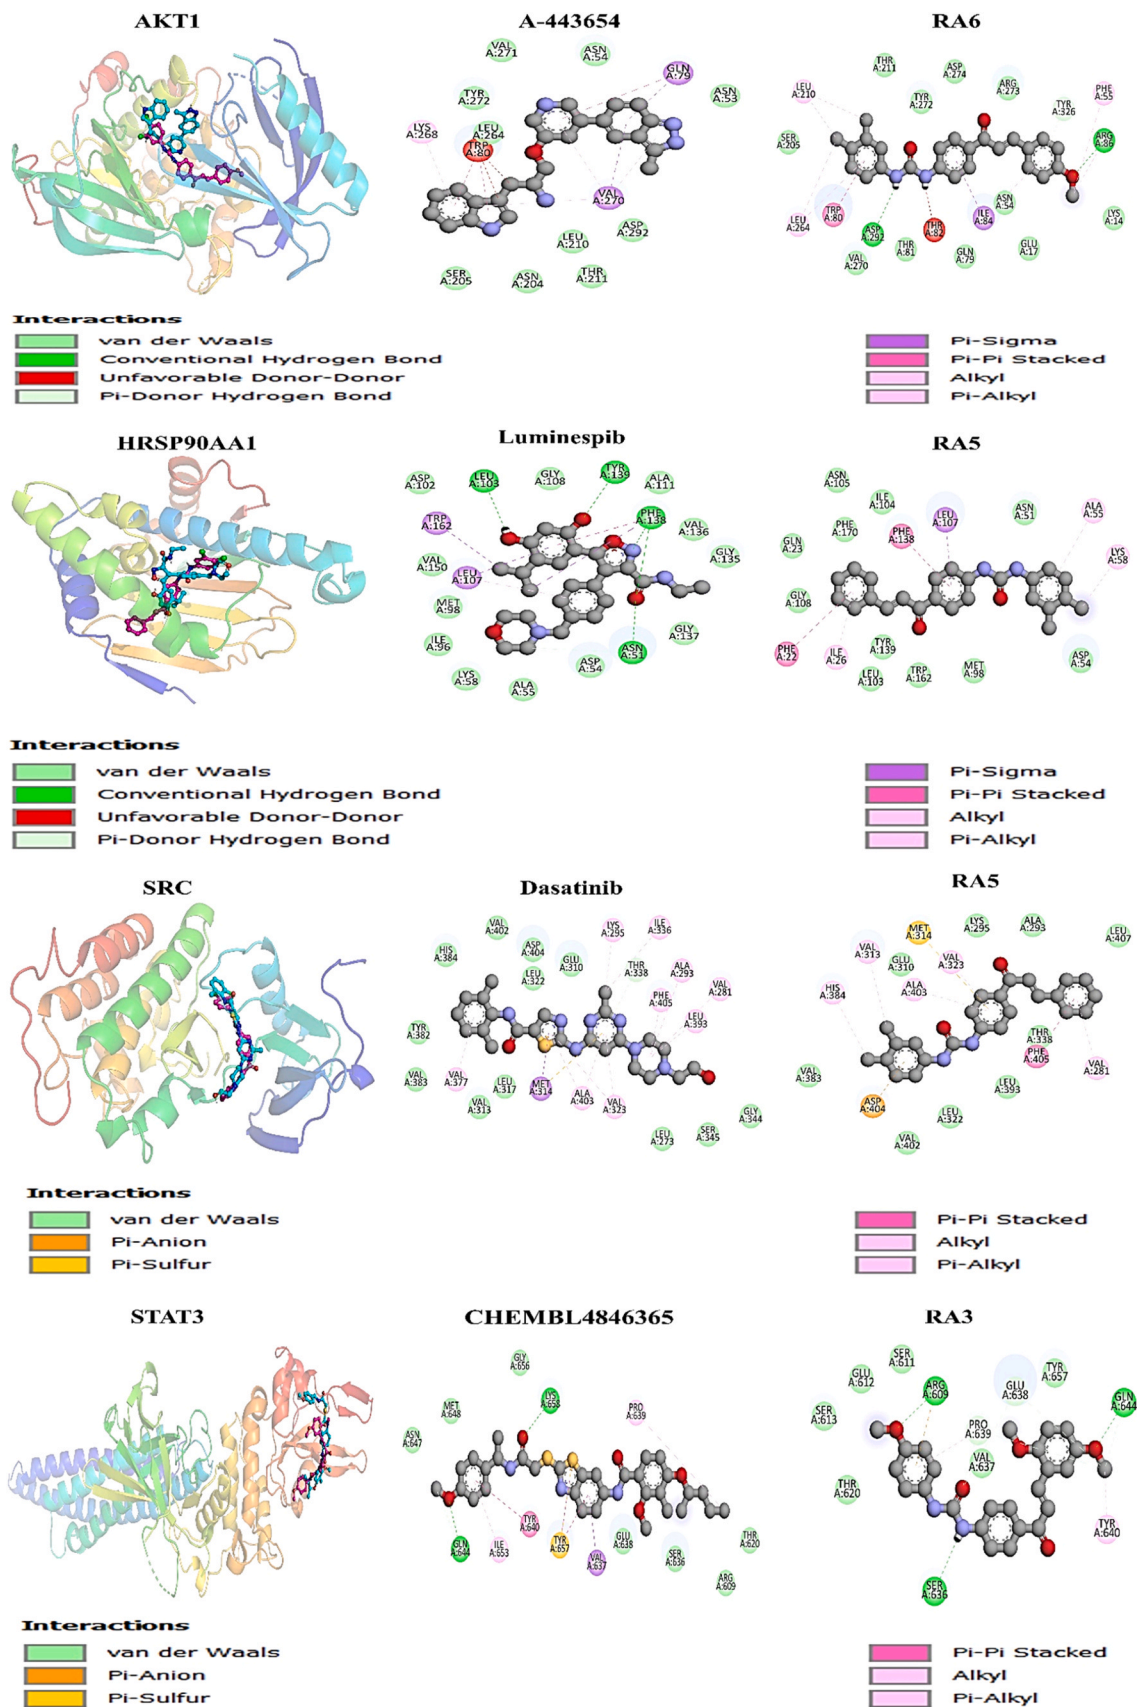 AKT1
A-443654
RA6
VAL
A:271
ASN
A:54
GLN
A:79
TYR
A:272
ASN
A:53
LYS
A:268
LEU
A:264
TRP
A:80
VAL
A:270
ASP
A:292
LEU
A:210
SER
A:205
ASN
A:204
THR
A:211
THR
A:211
ASP
A:274
LEU
A:210
TYR
A:272
ARG
A:273
PHE
A:55
TYR
A:326
SER
A:205
ARG
A:86
LEU
A:264
TRP
A:80
ASP
A:292
THR
A:82
ILE
A:84
ASN
A:54
LYS
A:14
VAL
A:270
THR
A:81
GLN
A:79
GLU
A:17
Interactions
van der Waals
Conventional Hydrogen Bond
Unfavorable Donor-Donor
Pi-Donor Hydrogen Bond
Pi-Sigma
Pi-Pi Stacked
Alkyl
Pi-Alkyl
HRSP90AA1
Luminespib
RA5
ASP
A:102
LEU
A:103
GLY
A:108
TYR
A:139
ALA
A:111
TRP
A:162
PHE
A:138
VAL
A:136
VAL
A:150
GLY
A:135
LEU
A:107
MET
A:98
ILE
A:96
GLY
A:137
LYS
A:58
ALA
A:55
ASP
A:54
ASN
A:51
ASN
A:105
ILE
A:104
LEU
A:107
ASN
A:51
ALA
A:55
PHE
A:170
PHE
A:138
GLN
A:23
LYS
A:58
GLY
A:108
PHE
A:22
ILE
A:26
TYR
A:139
LEU
A:103
TRP
A:162
MET
A:98
ASP
A:54
Interactions
van der Waals
Conventional Hydrogen Bond
Unfavorable Donor-Donor
Pi-Donor Hydrogen Bond
Pi-Sigma
Pi-Pi Stacked
Alkyl
Pi-Alkyl
SRC
Dasatinib
RA5
HIS
A:384
VAL
A:402
ASP
A:404
GLU
A:310
LYS
A:295
ILE
A:336
LEU
A:322
THR
A:338
ALA
A:293
PHE
A:405
VAL
A:281
LEU
A:393
TYR
A:382
VAL
A:383
VAL
A:377
VAL
A:313
LEU
A:317
MET
A:314
ALA
A:403
VAL
A:323
LEU
A:273
SER
A:345
GLY
A:344
MET
A:314
LYS
A:295
ALA
A:293
LEU
A:407
VAL
A:313
GLU
A:310
VAL
A:323
HIS
A:384
ALA
A:403
THR
A:338
PHE
A:405
VAL
A:281
VAL
A:383
ASP
A:404
LEU
A:393
LEU
A:322
VAL
A:402
Interactions
van der Waals
Pi-Anion
Pi-Sulfur
Pi-Pi Stacked
Alkyl
Pi-Alkyl
STAT3
CHEMBL4846365
RA3
GLY
A:656
MET
A:648
LYS
A:658
PRO
A:639
ASN
A:647
GLN
A:644
ILE
A:653
TYR
A:640
TYR
A:657
VAL
A:637
GLU
A:638
SER
A:636
ARG
A:609
THR
A:620
GLU
A:612
SER
A:611
ARG
A:609
GLU
A:638
TYR
A:657
GLN
A:644
SER
A:613
PRO
A:639
VAL
A:637
THR
A:620
TYR
A:640
SER
A:636
Interactions
van der Waals
Pi-Anion
Pi-Sulfur
Pi-Pi Stacked
Alkyl
Pi-Alkyl